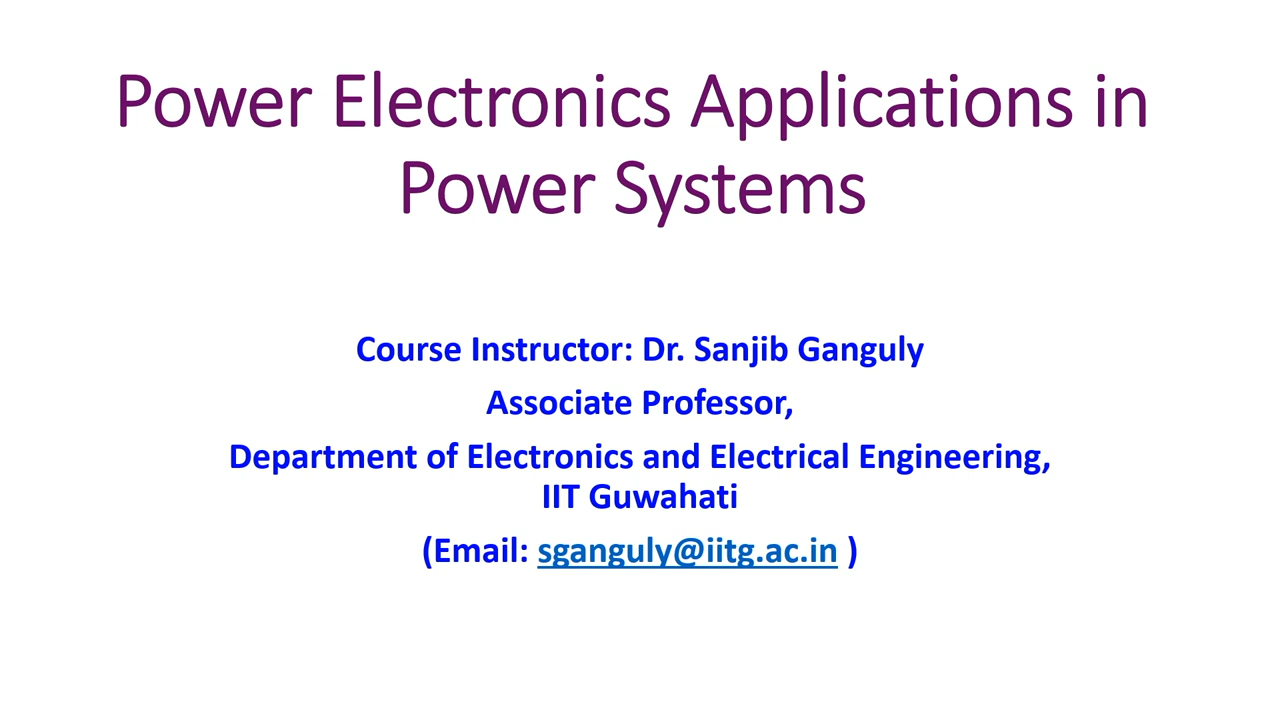 Power Electronics Applications in
Power Systems
Course Instructor: Dr. Sanjib Ganguly
Associate Professor,
Department of Electronics and Electrical Engineering,
IIT Guwahati
(Email: sganguly@iitg.ac.in )